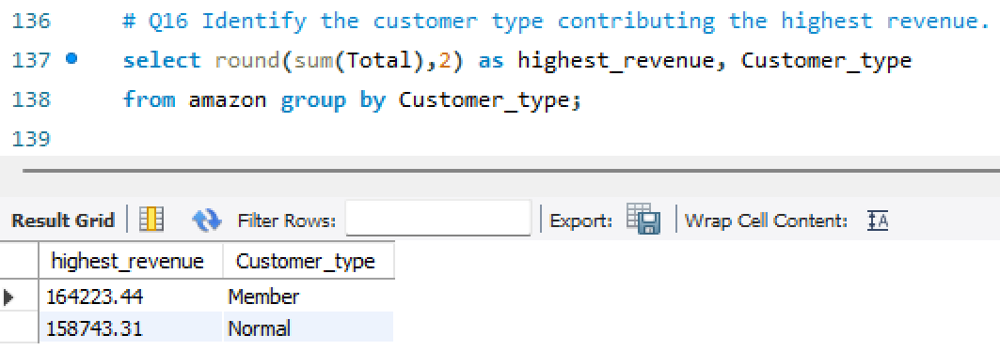 136 # Q16 Identify the customer type contributing the highest revenue.
137 select round(sum(Total),2) as highest_revenue, Customer_type
138 from amazon group by Customer_type;
139
Result Grid Filter Rows: Export: Wrap Cell Content: IA
highest_revenue Customer_type
164223.44 Member
158743.31 Normal